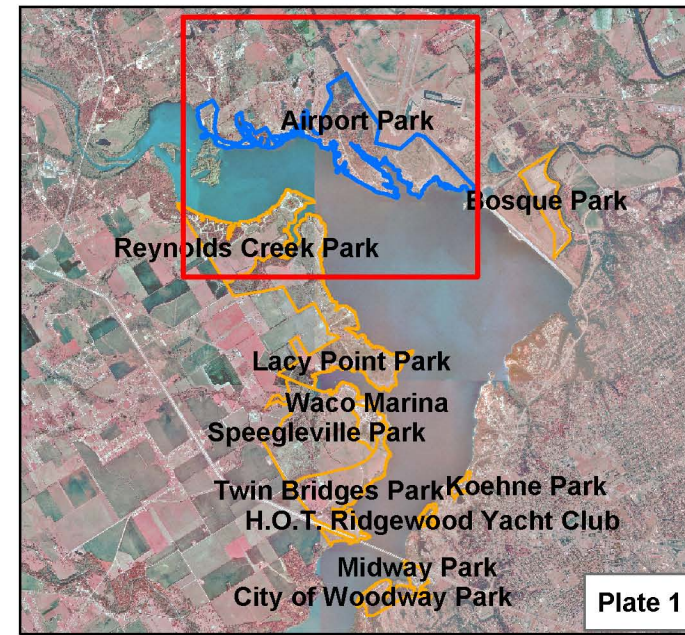 Airport Park
Bosque Park
Reynolds Creek Park
Lacy Point Park
Waco Marina
Speegleville Park
Twin Bridges Park
Koehne Park
H.O.T. Ridgewood Yacht Club
Midway Park
City of Woodway Park
Plate 1